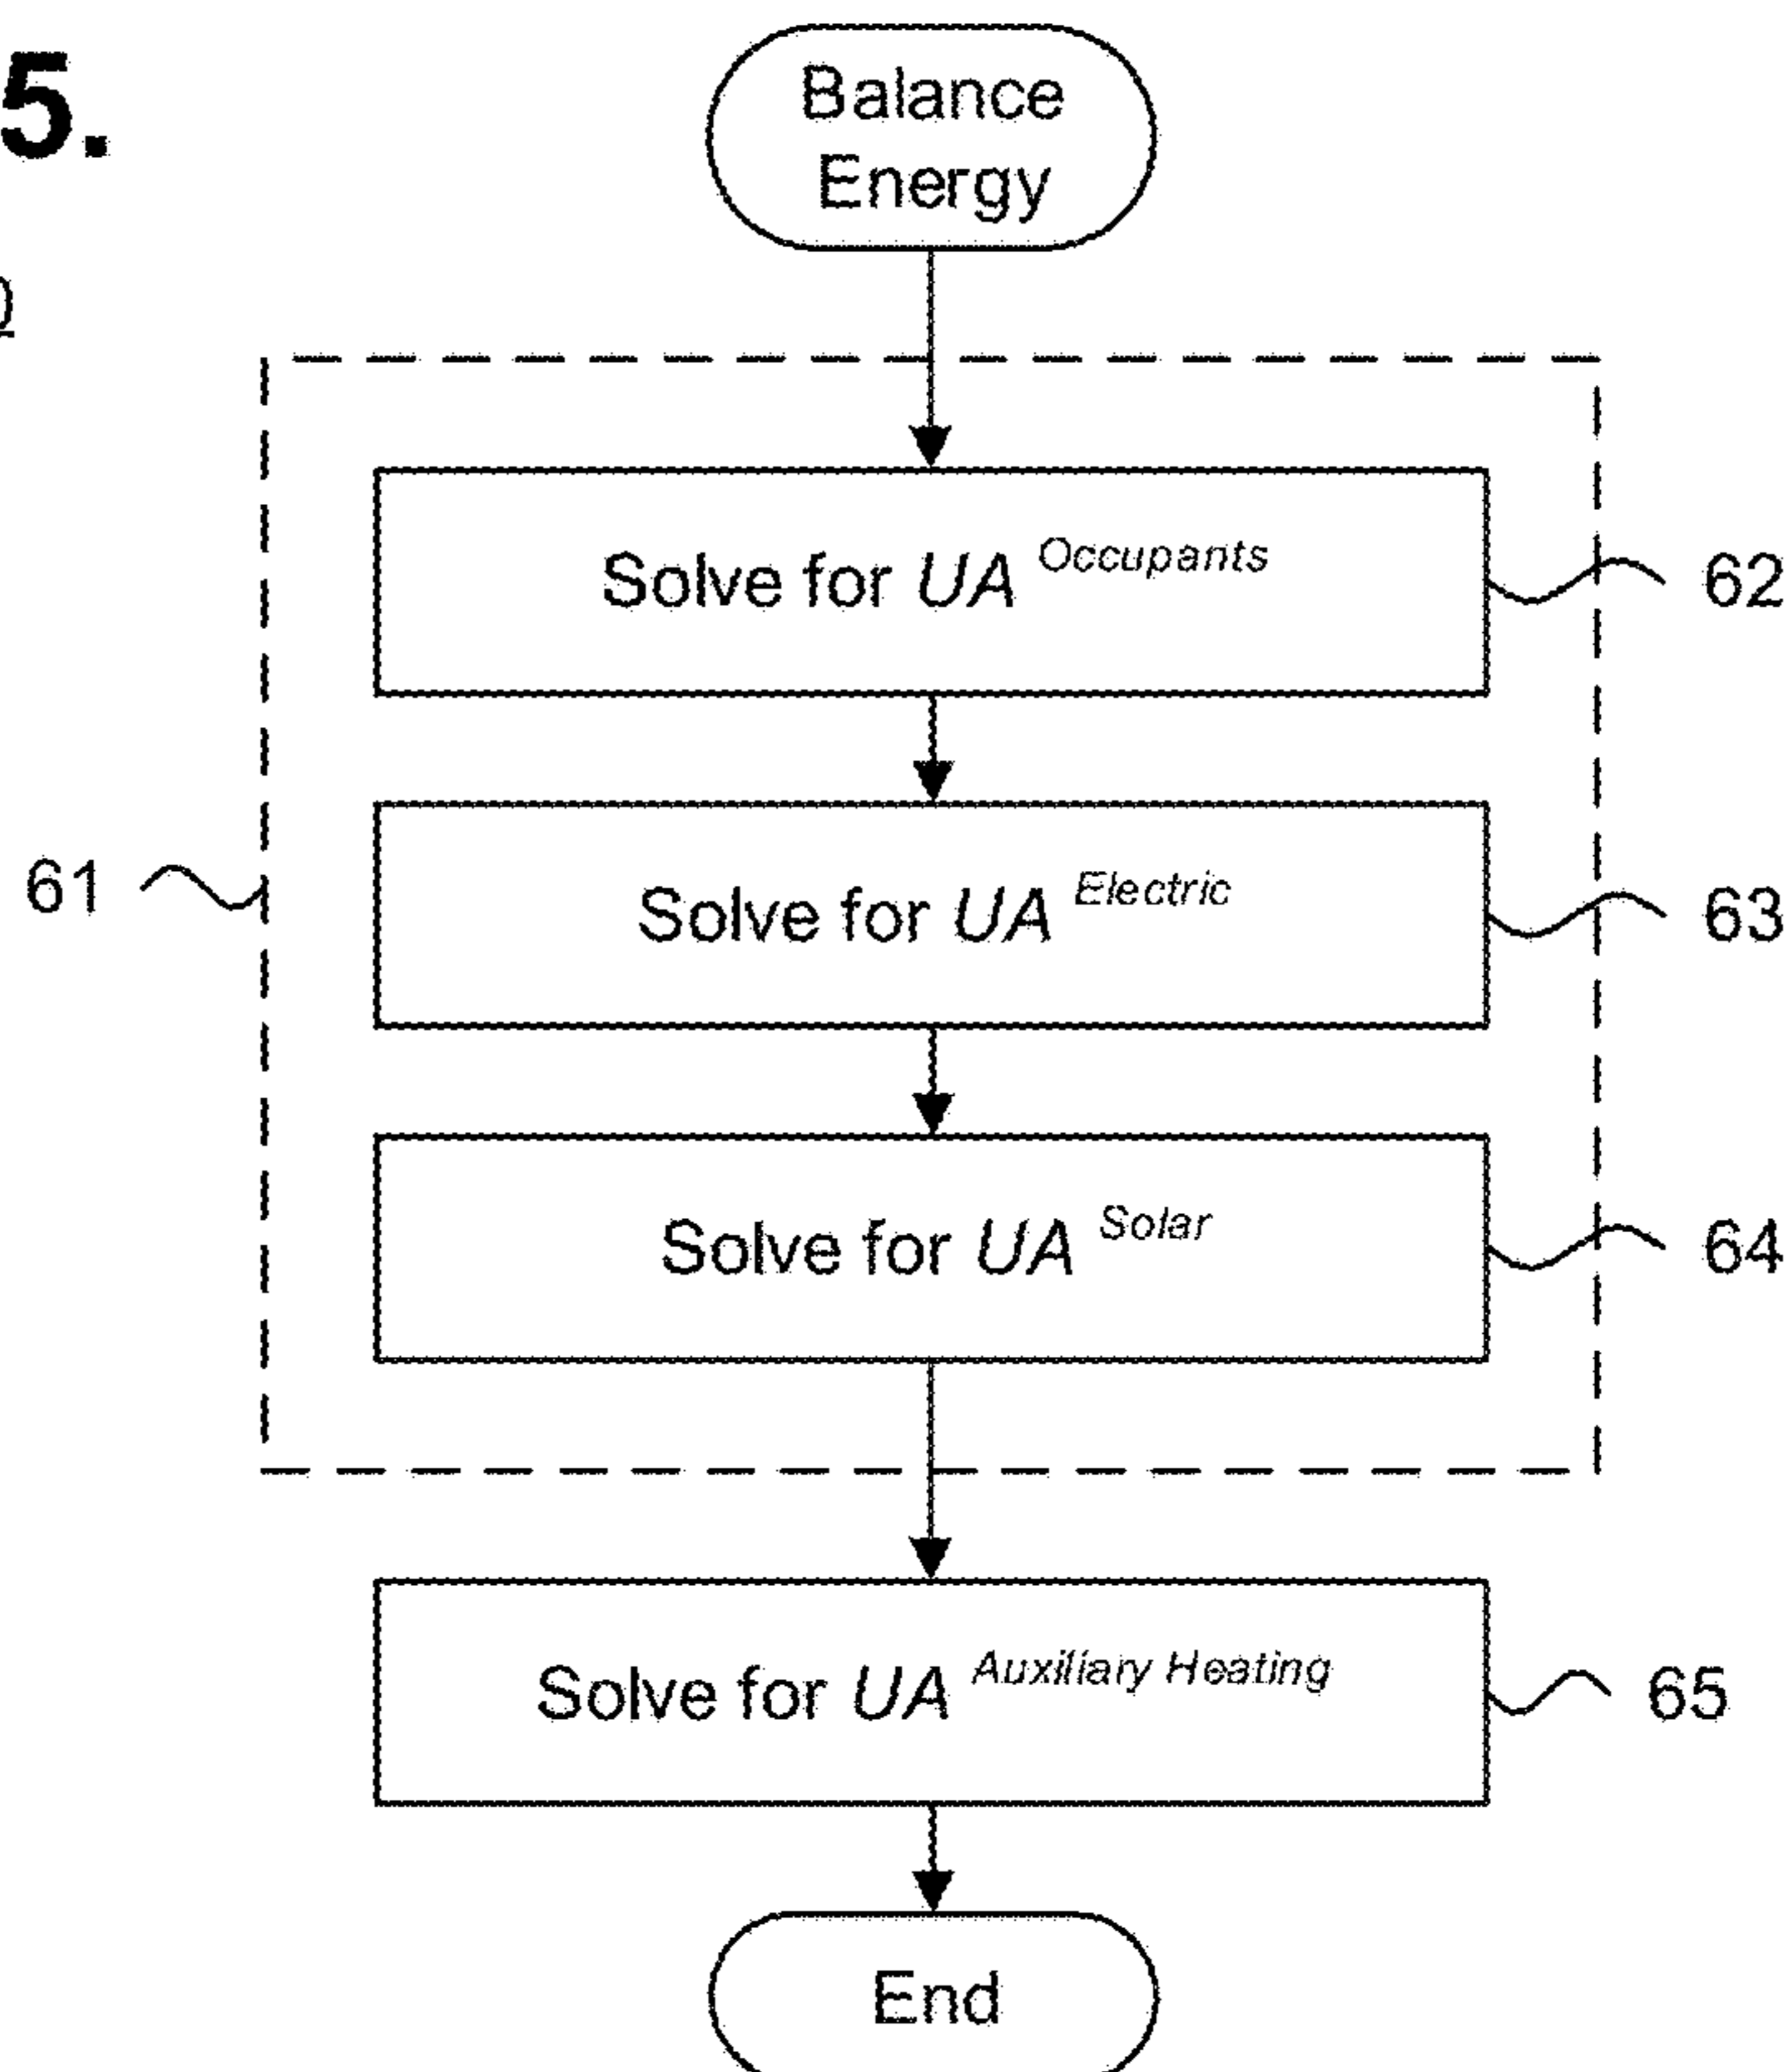 5.
Balance
Energy
Solve for UA Occupants
62
Solve for UA Electric
61
63
Solve for UA Solar
64
Solve for UA Auxiliary Heating
65
End